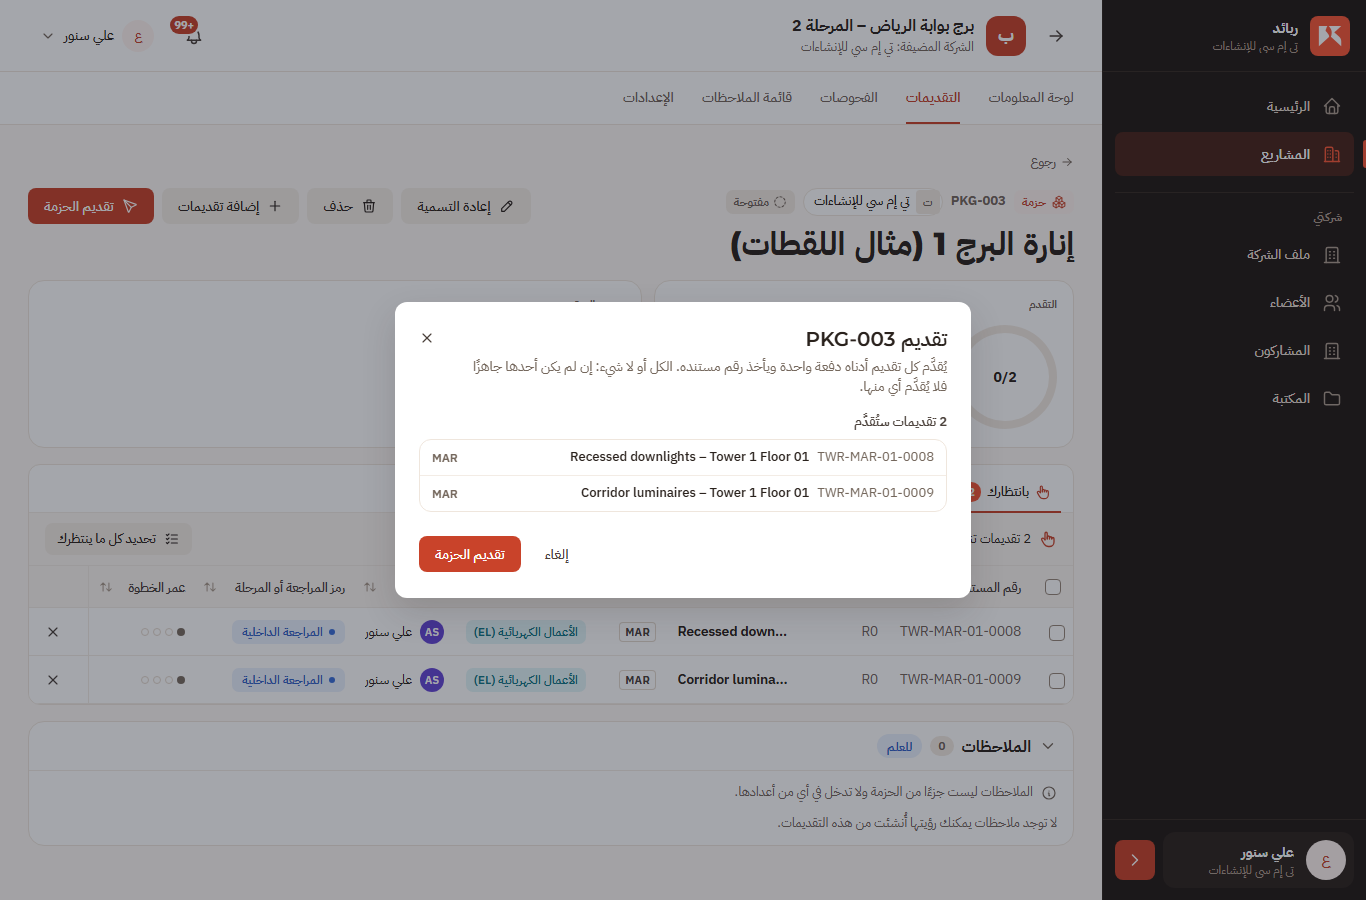 ربائد
تي إم سي للإنشاءات
الرئيسية
المشاريع
شركتي
ملف الشركة
الأعضاء
المشاركون
المكتبة
علي سنور
تي إم سي للإنشاءات
ع
ب
برج بوابة الرياض – المرحلة 2
الشركة المضيفة: تي إم سي للإنشاءات
99+
ع
علي سنور
لوحة المعلومات
التقديمات
الفحوصات
قائمة الملاحظات
الإعدادات
رجوع
حزمة
PKG-003
ت
تي إم سي للإنشاءات
مفتوحة
إعادة التسمية
حذف
إضافة تقديمات
تقديم الحزمة
إنارة البرج 1 (مثال اللقطات)
التقدم
0/2
تقديم PKG-003
يُقدَّم كل تقديم أدناه دفعة واحدة ويأخذ رقم مستنده. الكل أو لا شيء: إن لم يكن أحدها جاهزًا
فلا يُقدَّم أي منها.
2 تقديمات ستُقدَّم
TWR-MAR-01-0008 Recessed downlights – Tower 1 Floor 01 MAR
TWR-MAR-01-0009 Corridor luminaires – Tower 1 Floor 01 MAR
إلغاء
تقديم الحزمة
بانتظارك 2
2 تقديمات
تحديد كل ما ينتظرك
رقم
رمز المراجعة أو المرحلة
عمر الخطوة
TWR-MAR-01-0008 R0 Recessed down... MAR الأعمال الكهربائية (EL) AS علي سنور المراجعة الداخلية
TWR-MAR-01-0009 R0 Corridor lumina... MAR الأعمال الكهربائية (EL) AS علي سنور المراجعة الداخلية
الملاحظات 0 للعلم
الملاحظات ليست جزءًا من الحزمة ولا تدخل في أي من أعدادها.
لا توجد ملاحظات يمكنك رؤيتها أُنشئت من هذه التقديمات.